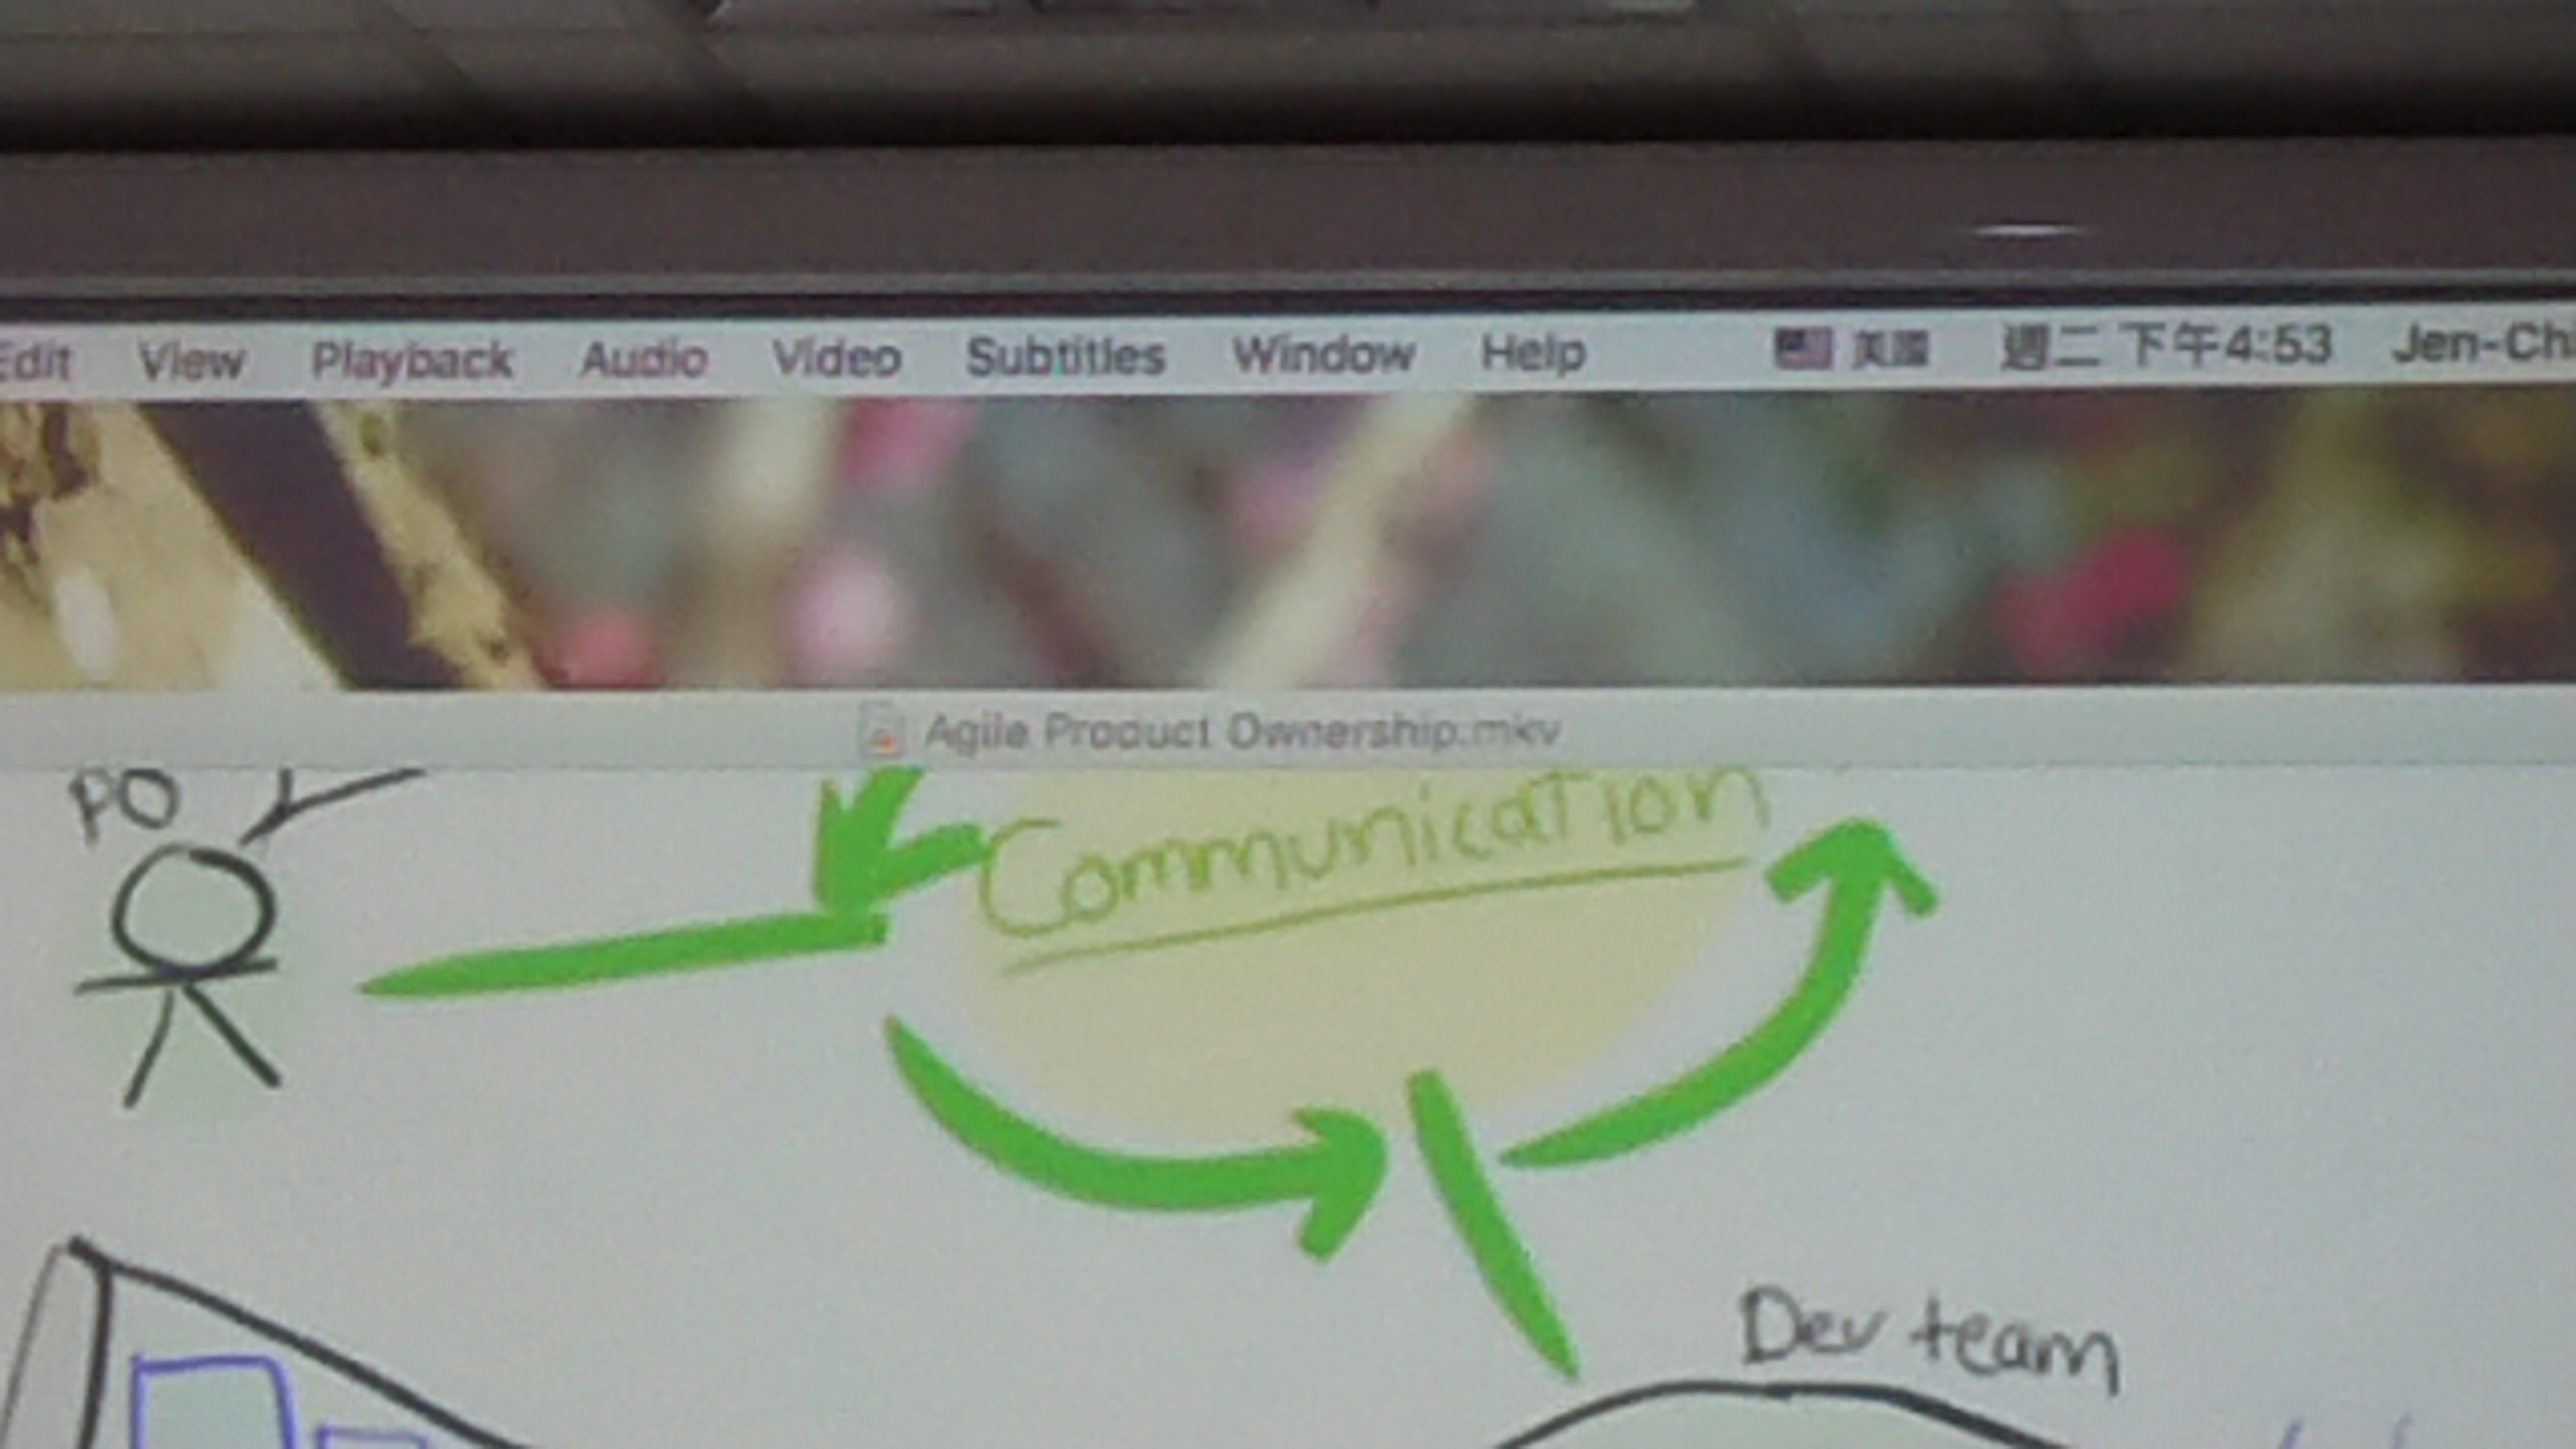 Edit View Playback Audio Video Subtitles Window Help 美國 週二 下午4:53 Jen-Ch
Agile Product Ownership.mkv
PO
Communication
Dev team